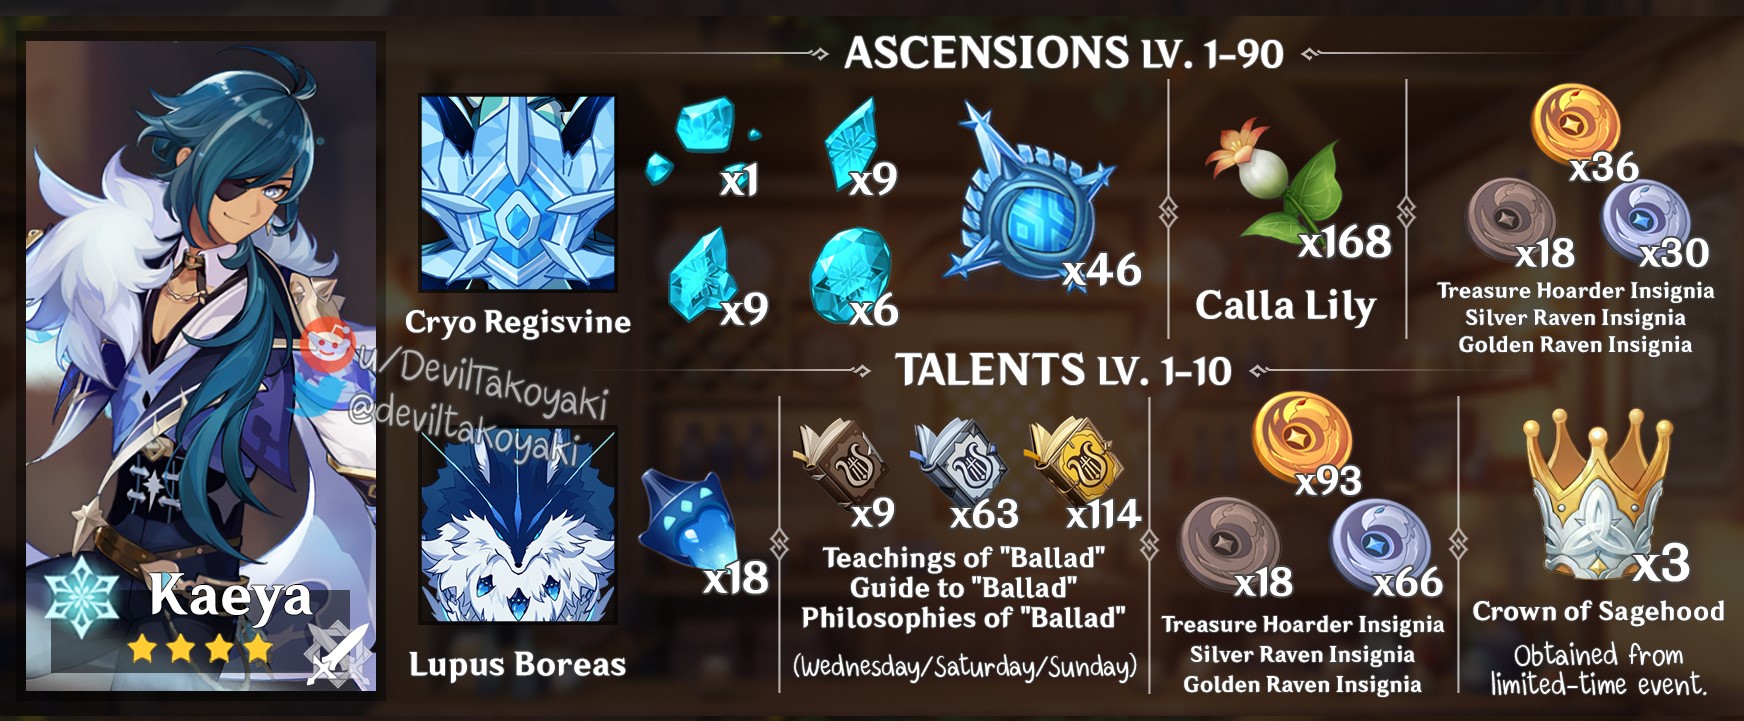 ASCENSIONS LV. 1-90
x1
x9
x9
x6
x46
x168
x36
x18
x30
Cryo Regisvine
Calla Lily
Treasure Hoarder Insignia
Silver Raven Insignia
Golden Raven Insignia
u/DevilTakoyaki
@deviltakoyaki
TALENTS LV. 1-10
x18
x9
x63
x114
x93
x18
x66
x3
Lupus Boreas
Teachings of "Ballad"
Guide to "Ballad"
Philosophies of "Ballad"
(Wednesday/Saturday/Sunday)
Treasure Hoarder Insignia
Silver Raven Insignia
Golden Raven Insignia
Crown of Sagehood
Obtained from
limited-time event.
Kaeya